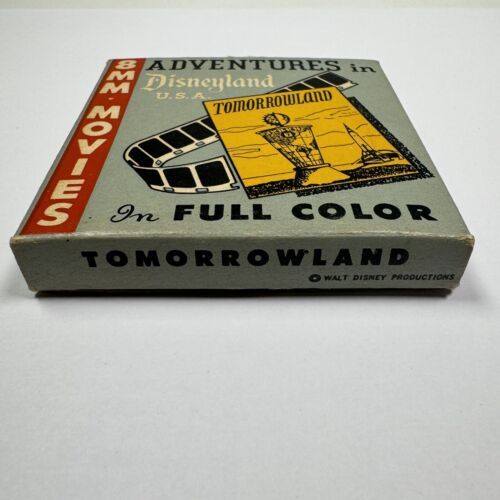 8MM·MOVIES
ADVENTURES in
Disneyland
U.S.A.
TOMORROWLAND
In FULL COLOR
TOMORROWLAND
© WALT DISNEY PRODUCTIONS